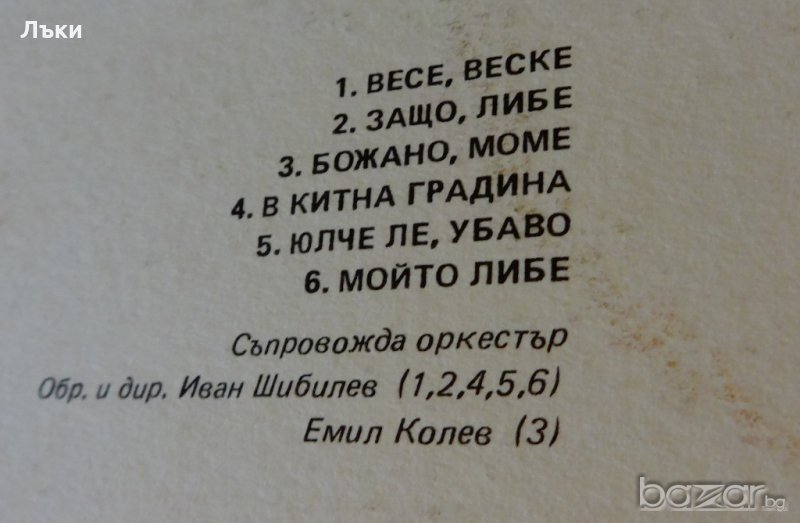 Лъки
1. ВЕСЕ, ВЕСКЕ
2. ЗАЩО, ЛИБЕ
3. БОЖАНО, МОМЕ
4. В КИТНА ГРАДИНА
5. ЮЛЧЕ ЛЕ, УБАВО
6. МОЙТО ЛИБЕ
Съпровожда оркестър
Обр. и дир. Иван Шибилев (1,2,4,5,6)
Емил Колев (3)
bazar.bg